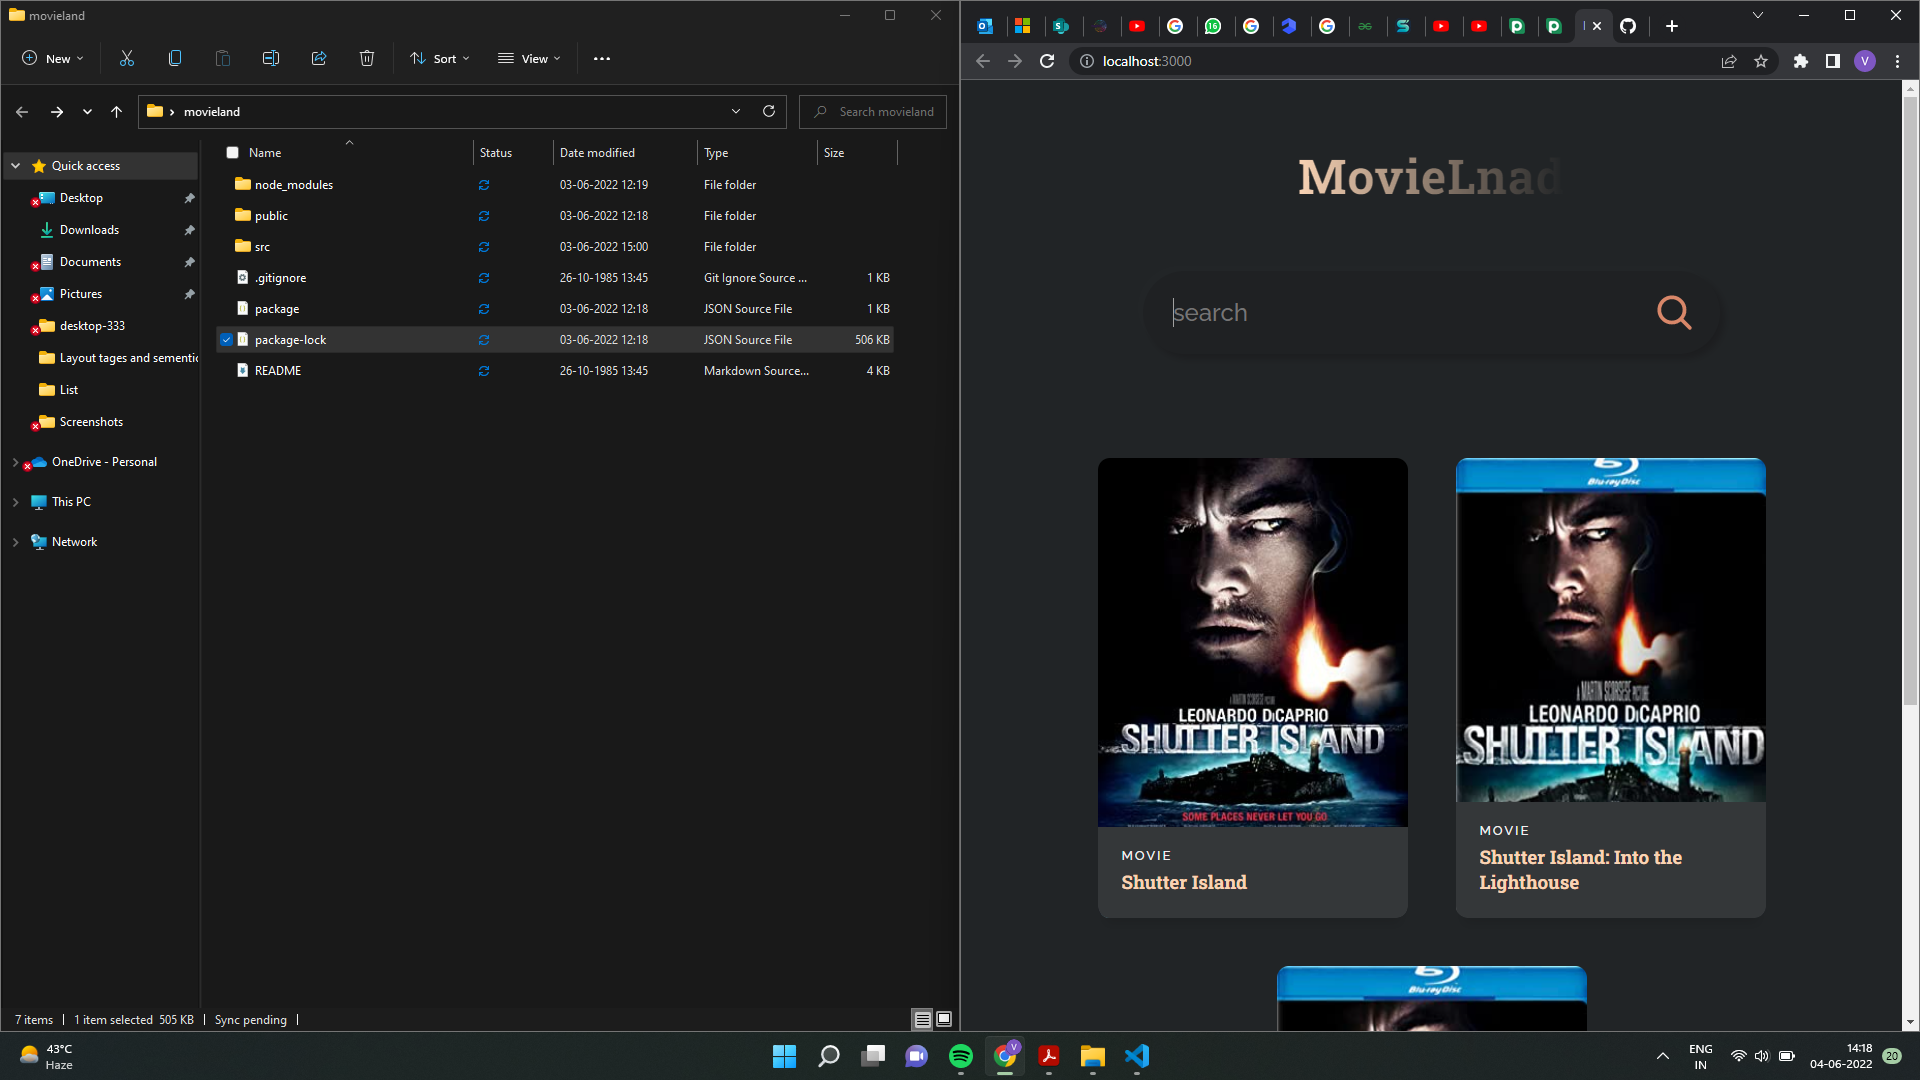 movieland
New
Sort
View
movieland
Search movieland
Name Status Date modified Type Size
Quick access
Desktop
Downloads
Documents
Pictures
desktop-333
Layout tages and sementic
List
Screenshots
OneDrive - Personal
This PC
Network
node_modules 03-06-2022 12:19 File folder
public 03-06-2022 12:18 File folder
src 03-06-2022 15:00 File folder
.gitignore 26-10-1985 13:45 Git Ignore Source ... 1 KB
package 03-06-2022 12:18 JSON Source File 1 KB
package-lock 03-06-2022 12:18 JSON Source File 506 KB
README 26-10-1985 13:45 Markdown Source... 4 KB
7 items 1 item selected 505 KB Sync pending
localhost:3000
V
MovieLnad
search
LEONARDO DiCAPRIO
SHUTTER ISLAND
SOME PLACES NEVER LET YOU GO
MOVIE
Shutter Island
Blu-ray Disc
A MARTIN SCORSESE PICTURE
LEONARDO DiCAPRIO
SHUTTER ISLAND
MOVIE
Shutter Island: Into the
Lighthouse
Blu-ray Disc
43°C
Haze
V
ENG
IN
14:18
04-06-2022
20